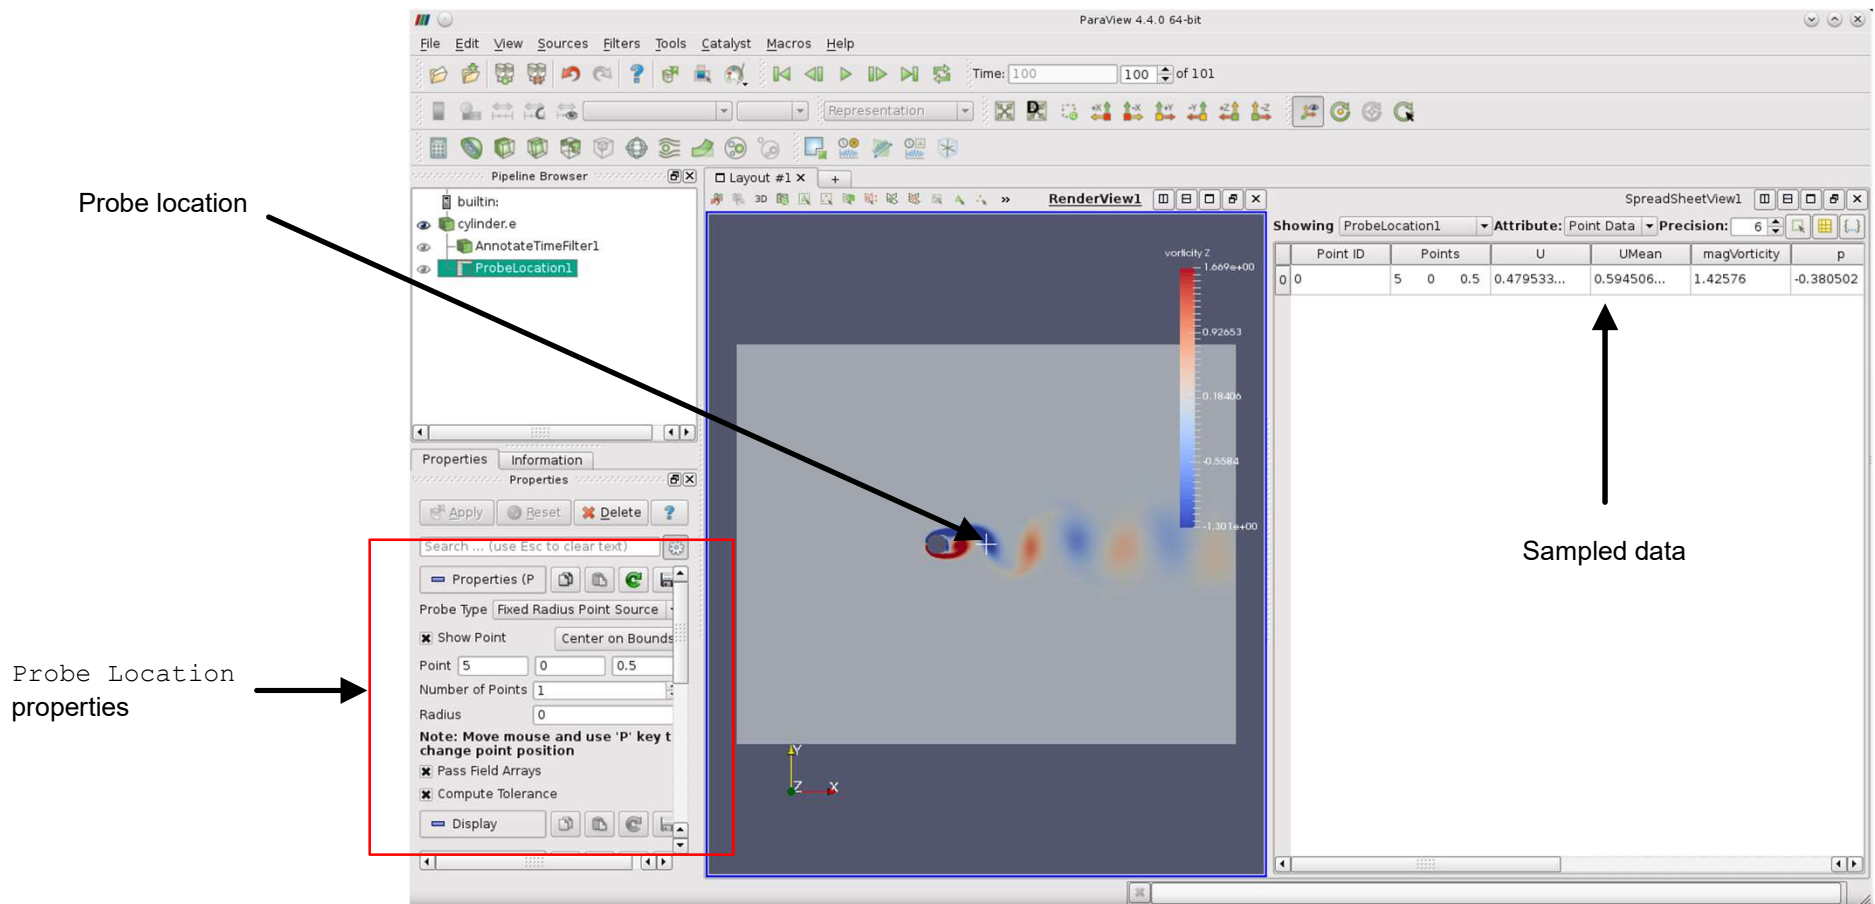 ParaView 4.4.0 64-bit
File Edit View Sources Filters Tools Catalyst Macros Help
Time: 100 100 of 101
Representation
Pipeline Browser
Layout #1
builtin:
cylinder.e
AnnotateTimeFilter1
ProbeLocation1
3D
»
RenderView1
SpreadSheetView1
Showing ProbeLocation1 Attribute: Point Data Precision: 6
Point ID Points U UMean magVorticity p
0 0 5 0 0.5 0.479533... 0.594506... 1.42576 -0.380502
Probe location
vorticity Z
1.669e+00
0.92653
0.18406
-0.5584
-1.301e+00
Y
Z X
Sampled data
Properties Information
Properties
Apply Reset Delete ?
Search ... (use Esc to clear text)
Properties (P
Probe Type Fixed Radius Point Source
Show Point Center on Bounds
Point 5 0 0.5
Number of Points 1
Radius 0
Note: Move mouse and use 'P' key t
change point position
Pass Field Arrays
Compute Tolerance
Display
Probe Location
properties